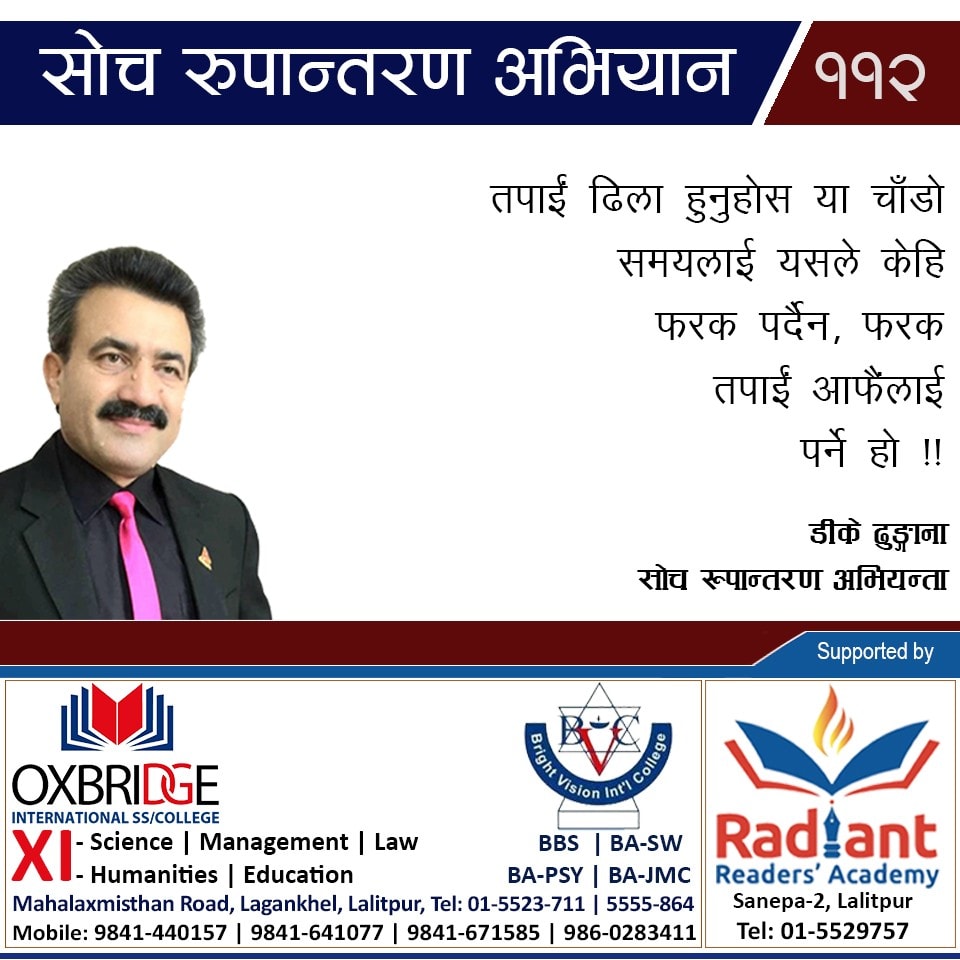 सोच रुपान्तरण अभियान ११२
तपाईं ढिला हुनुहोस या चाँडो
समयलाई यसले केहि
फरक पर्दैन, फरक
तपाईं आफैंलाई
पर्ने हो !!
डीके ढुङ्गाना
सोच रूपान्तरण अभियन्ता
Supported by
OXBRIDGE
INTERNATIONAL SS/COLLEGE
XI - Science | Management | Law
- Humanities | Education
BVC
Bright Vision Int'l College
BBS | BA-SW
BA-PSY | BA-JMC
Mahalaxmisthan Road, Lagankhel, Lalitpur, Tel: 01-5523-711 | 5555-864
Mobile: 9841-440157 | 9841-641077 | 9841-671585 | 986-0283411
Radiant
Readers' Academy
Sanepa-2, Lalitpur
Tel: 01-5529757